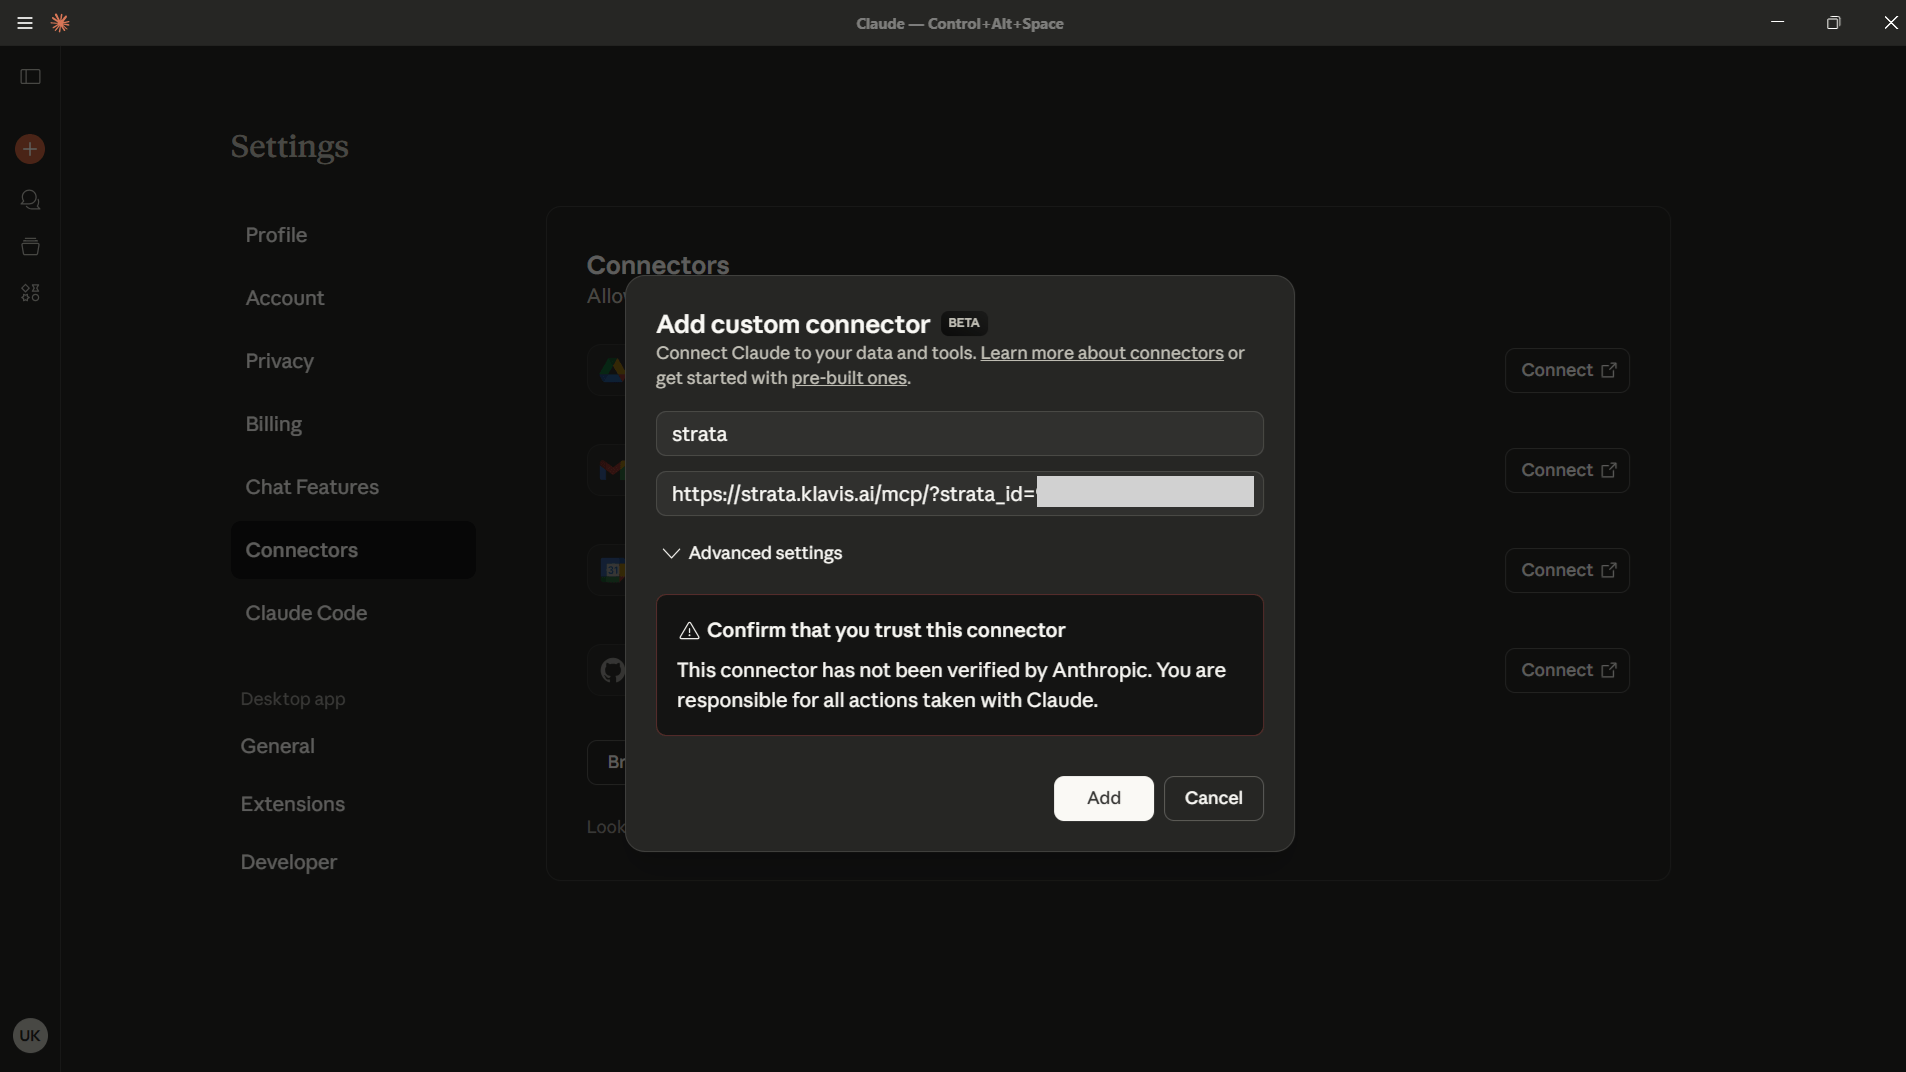 Claude — Control+Alt+Space
Settings
Profile
Account
Privacy
Billing
Chat Features
Connectors
Claude Code
Desktop app
General
Extensions
Developer
UK
Connectors
Allo
31
Br
Look
Connect
Connect
Connect
Connect
Add custom connector BETA
Connect Claude to your data and tools. Learn more about connectors or
get started with pre-built ones.
strata
https://strata.klavis.ai/mcp/?strata_id=
Advanced settings
Confirm that you trust this connector
This connector has not been verified by Anthropic. You are
responsible for all actions taken with Claude.
Add
Cancel